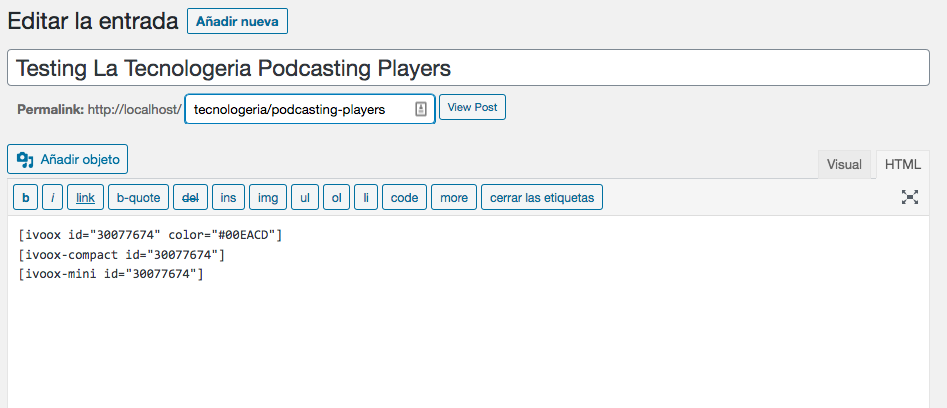 Editar la entrada Añadir nueva
Testing La Tecnologeria Podcasting Players
Permalink: http://localhost/ tecnologeria/podcasting-players View Post
Añadir objeto Visual HTML
b i link b-quote del ins img ul ol li code more cerrar las etiquetas
[ivoox id="30077674" color="#00EACD"]
[ivoox-compact id="30077674"]
[ivoox-mini id="30077674"]